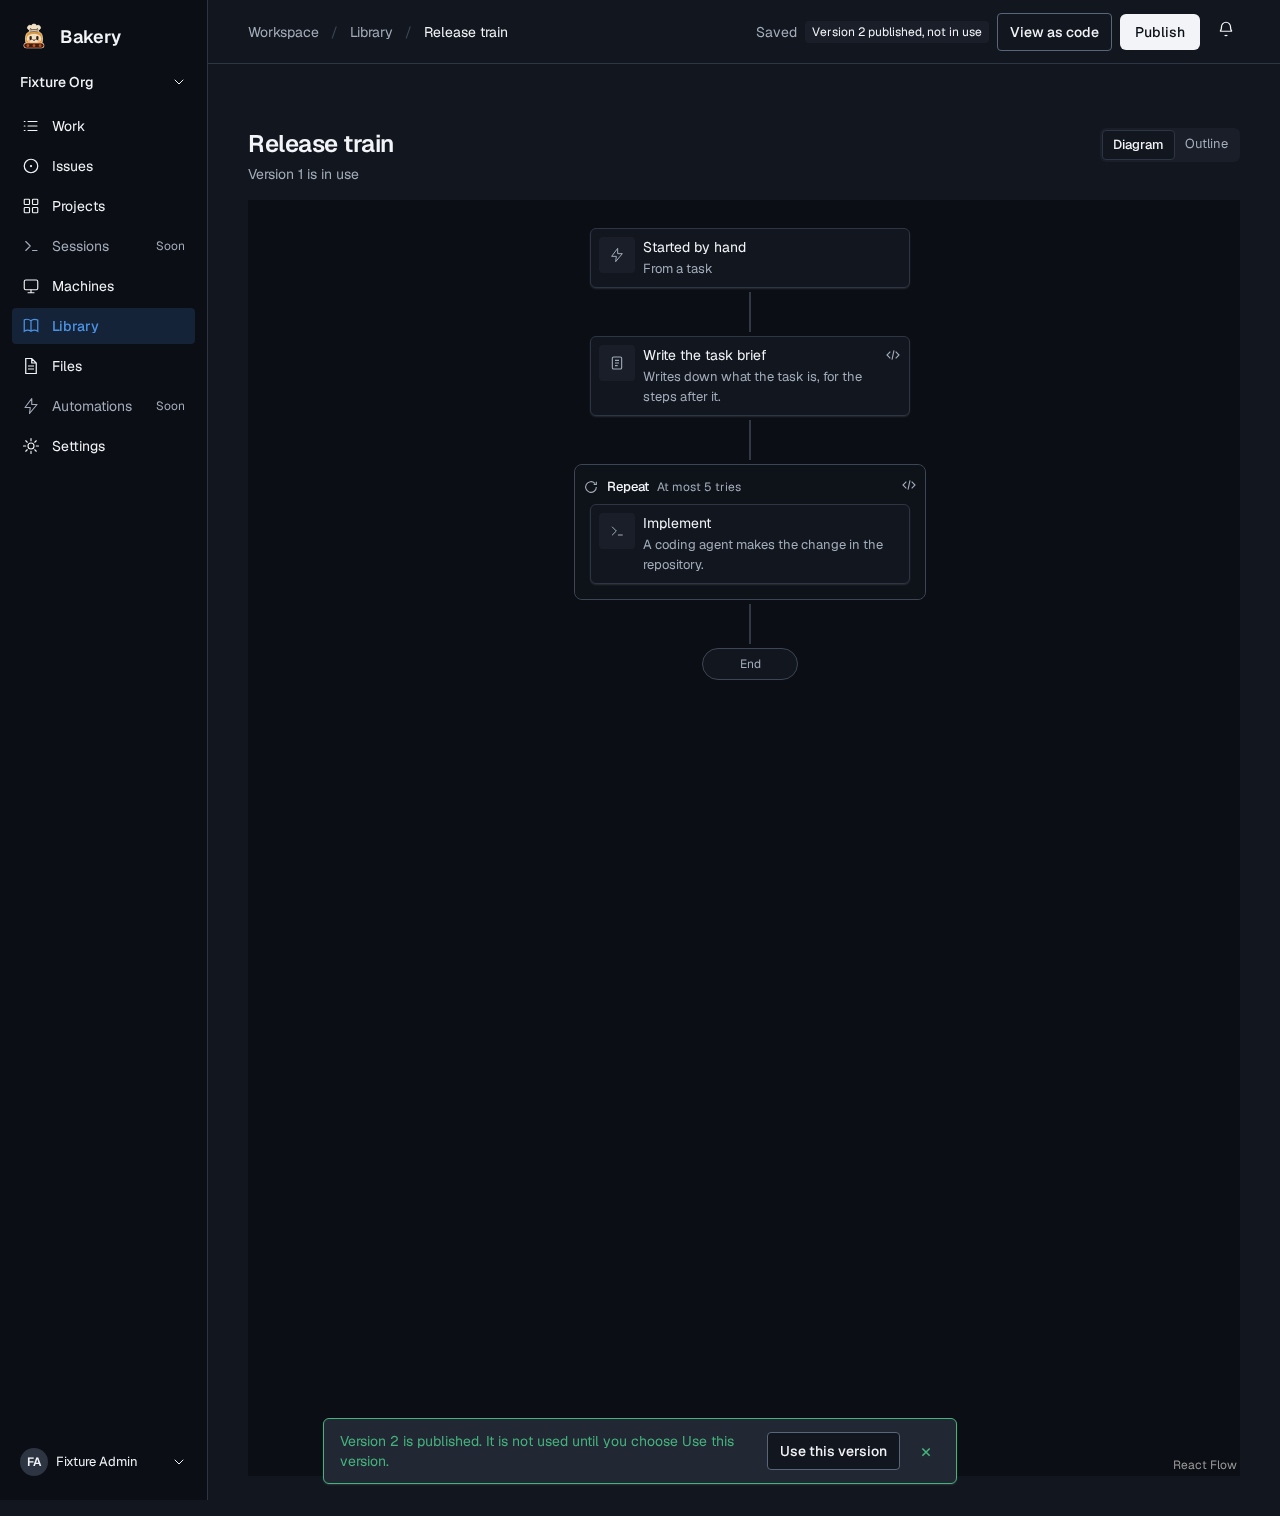 Bakery
Fixture Org
Work
Issues
Projects
Sessions Soon
Machines
Library
Files
Automations Soon
Settings
FA Fixture Admin
Workspace / Library / Release train
Saved Version 2 published, not in use View as code Publish
Release train
Version 1 is in use
Diagram Outline
Started by hand
From a task
Write the task brief
Writes down what the task is, for the
steps after it.
Repeat At most 5 tries
Implement
A coding agent makes the change in the
repository.
End
Version 2 is published. It is not used until you choose Use this
version.
Use this version
React Flow